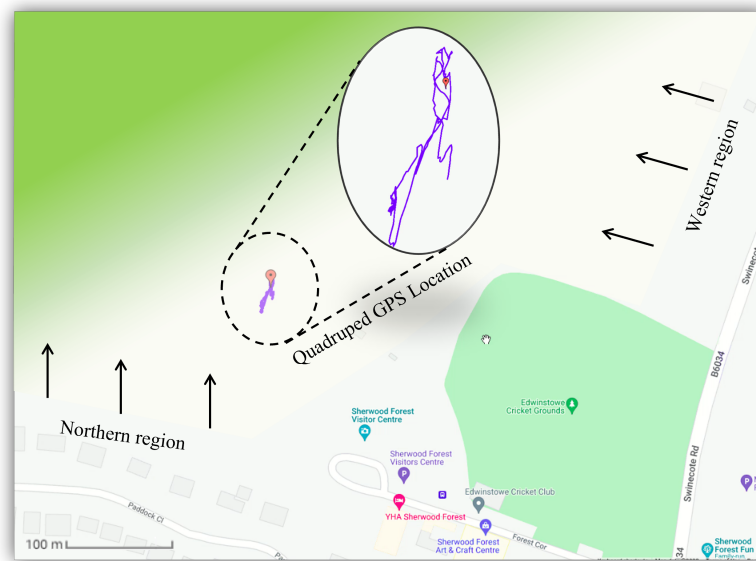 Western region
Swinecote
Quadruped GPS Location
B6034
Northern region
Sherwood Forest
Visitor Centre
Edwinstowe
Cricket Grounds
Sherwood Forest
Visitors Centre
Swinecote Rd
Edwinstowe Cricket Club
YHA Sherwood Forest
Paddock Cl
Forest Cor
Sherwood Forest
Art & Craft Centre
34
Sherwood
Forest Fun
100 m
P
P